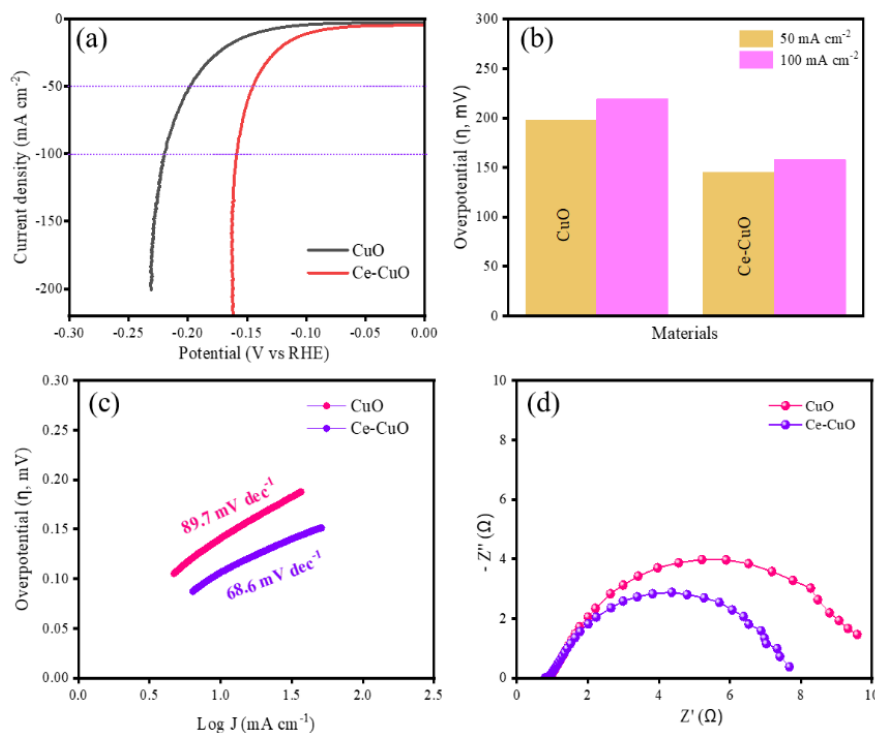 (a)
0
-50
-100
-150
-200
Current density (mA cm-2)
CuO
Ce-CuO
-0.30 -0.25 -0.20 -0.15 -0.10 -0.05 0.00
Potential (V vs RHE)
(b)
300
250
200
150
100
50
0
Overpotential (η, mV)
50 mA cm-2
100 mA cm-2
CuO
Ce-CuO
Materials
(c)
0.30
0.25
0.20
0.15
0.10
0.05
0.00
Overpotential (η, mV)
CuO
Ce-CuO
89.7 mV dec-1
68.6 mV dec-1
0.0 0.5 1.0 1.5 2.0 2.5
Log J (mA cm-1)
(d)
10
8
6
4
2
0
- Z'' (Ω)
CuO
Ce-CuO
0 2 4 6 8 10
Z' (Ω)